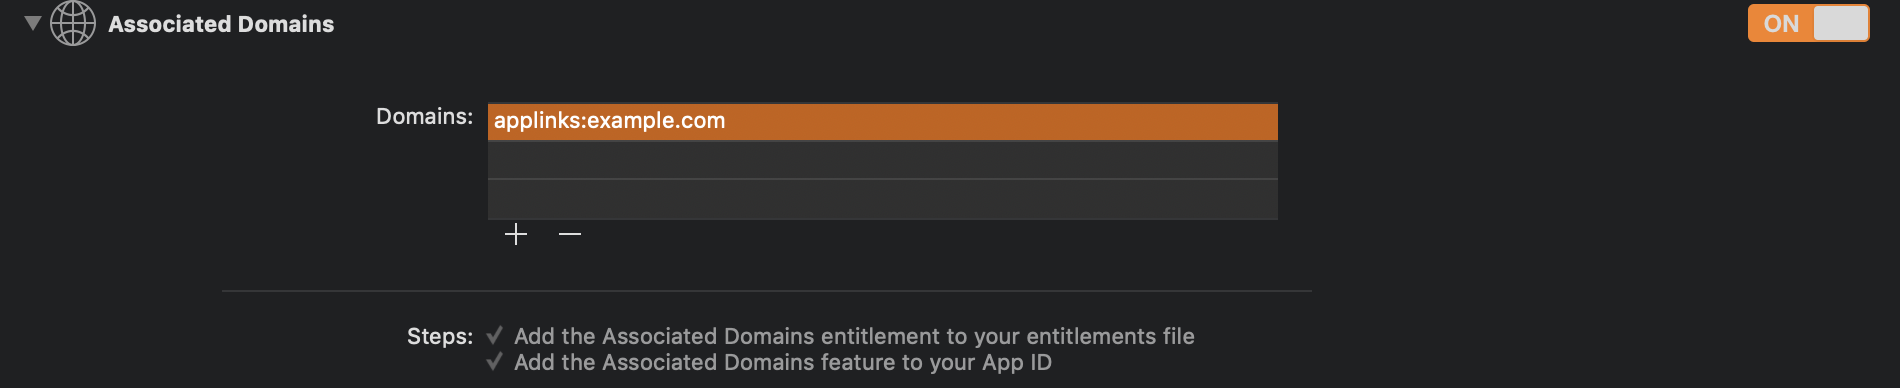 Associated Domains
ON
Domains:
applinks:example.com
Steps:
Add the Associated Domains entitlement to your entitlements file
Add the Associated Domains feature to your App ID